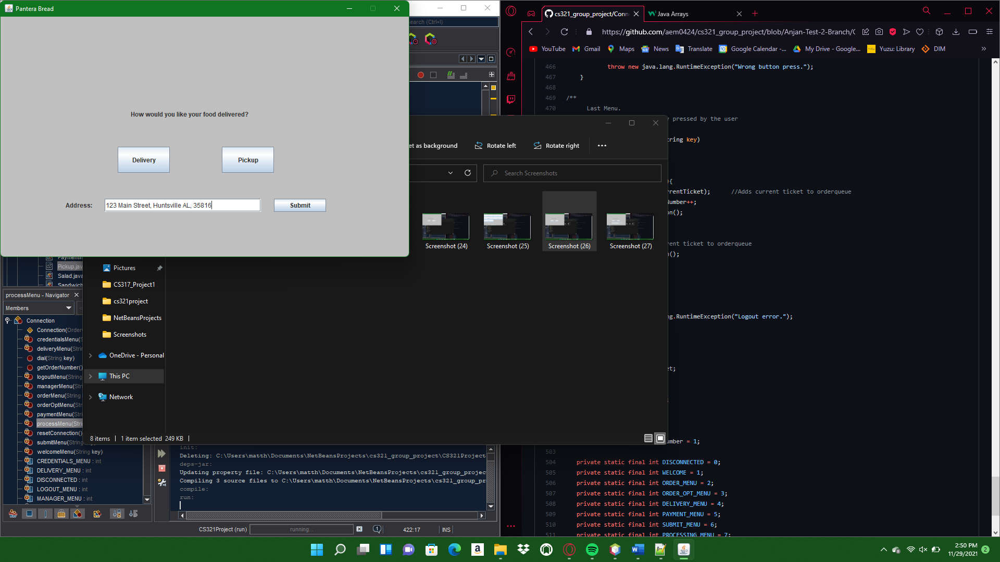 Pantera Bread
How would you like your food delivered?
Delivery
Pickup
Address:
123 Main Street, Huntsville AL, 35816
Submit
Search (Ctrl+I)
Pickup.jav
Salad.java
Sandwich
processMenu - Navigator
Members
Connection
Connection(Order
credentialsMenu(S
deliveryMenu(Strin
dial(String key)
getOrderNumber()
logoutMenu(String
managerMenu(Stri
orderMenu(String
orderOptMenu(Str
paymentMenu(Stri
processMenu(Stri
resetConnection()
submitMenu(String key)
welcomeMenu(String key)
CREDENTIALS_MENU : int
DELIVERY_MENU : int
DISCONNECTED : int
LOGOUT_MENU : int
MANAGER_MENU : int
et as background
Rotate left
Rotate right
Search Screenshots
Screenshot (24)
Screenshot (25)
Screenshot (26)
Screenshot (27)
Pictures
CS317_Project1
cs321project
NetBeansProjects
Screenshots
OneDrive - Personal
This PC
Network
8 items
1 item selected 249 KB
init:
Deleting: C:\Users\matth\Documents\NetBeansProjects\cs321_group_project\CS321Project
deps-jar:
Updating property file: C:\Users\matth\Documents\NetBeansProjects\cs321_group_projec
Compiling 3 source files to C:\Users\matth\Documents\NetBeansProjects\cs321_group_pr
compile:
run:
CS321Project (run)
running...
1
422:17
INS
cs321_group_project/Conn
Java Arrays
https://github.com/aem0424/cs321_group_project/blob/Anjan-Test-2-Branch/C
YouTube
Gmail
Maps
News
Translate
Google Calendar -...
My Drive - Google...
Yuzu: Library
DIM
466 throw new java.lang.RuntimeException("Wrong button press.");
467 }
468
469 /**
470 Last Menu.
pressed by the user
tring key)
{
rrentTicket); //Adds current ticket to orderqueue
Number++;
on();
rent ticket to orderqueue
n();
ng.RuntimeException("Logout error.");
et;
;
umber = 1;
503
504 private static final int DISCONNECTED = 0;
505 private static final int WELCOME = 1;
506 private static final int ORDER_MENU = 2;
507 private static final int ORDER_OPT_MENU = 3;
508 private static final int DELIVERY_MENU = 4;
509 private static final int PAYMENT_MENU = 5;
510 private static final int SUBMIT_MENU = 6;
511 private static final int PROCESSING_MENU = 7;
2:50 PM
11/29/2021
2